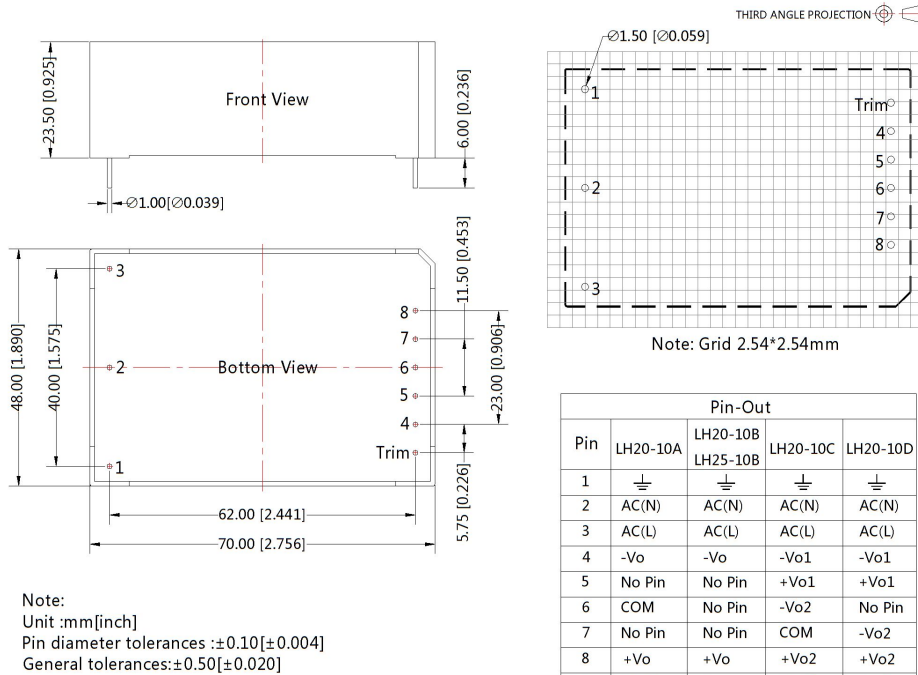 THIRD ANGLE PROJECTION
23.50 [0.925]
Front View
6.00 [0.236]
∅1.00[∅0.039]
∅1.50 [∅0.059]
1
Trim
4
5
2
6
7
8
3
Note: Grid 2.54*2.54mm
48.00 [1.890]
40.00 [1.575]
3
2
1
Bottom View
8
7
6
5
4
Trim
11.50 [0.453]
23.00 [0.906]
5.75 [0.226]
62.00 [2.441]
70.00 [2.756]
Note:
Unit :mm[inch]
Pin diameter tolerances :±0.10[±0.004]
General tolerances:±0.50[±0.020]
Pin-Out
Pin LH20-10A LH20-10B LH25-10B LH20-10C LH20-10D
1
2 AC(N) AC(N) AC(N) AC(N)
3 AC(L) AC(L) AC(L) AC(L)
4 -Vo -Vo -Vo1 -Vo1
5 No Pin No Pin +Vo1 +Vo1
6 COM No Pin -Vo2 No Pin
7 No Pin No Pin COM -Vo2
8 +Vo +Vo +Vo2 +Vo2